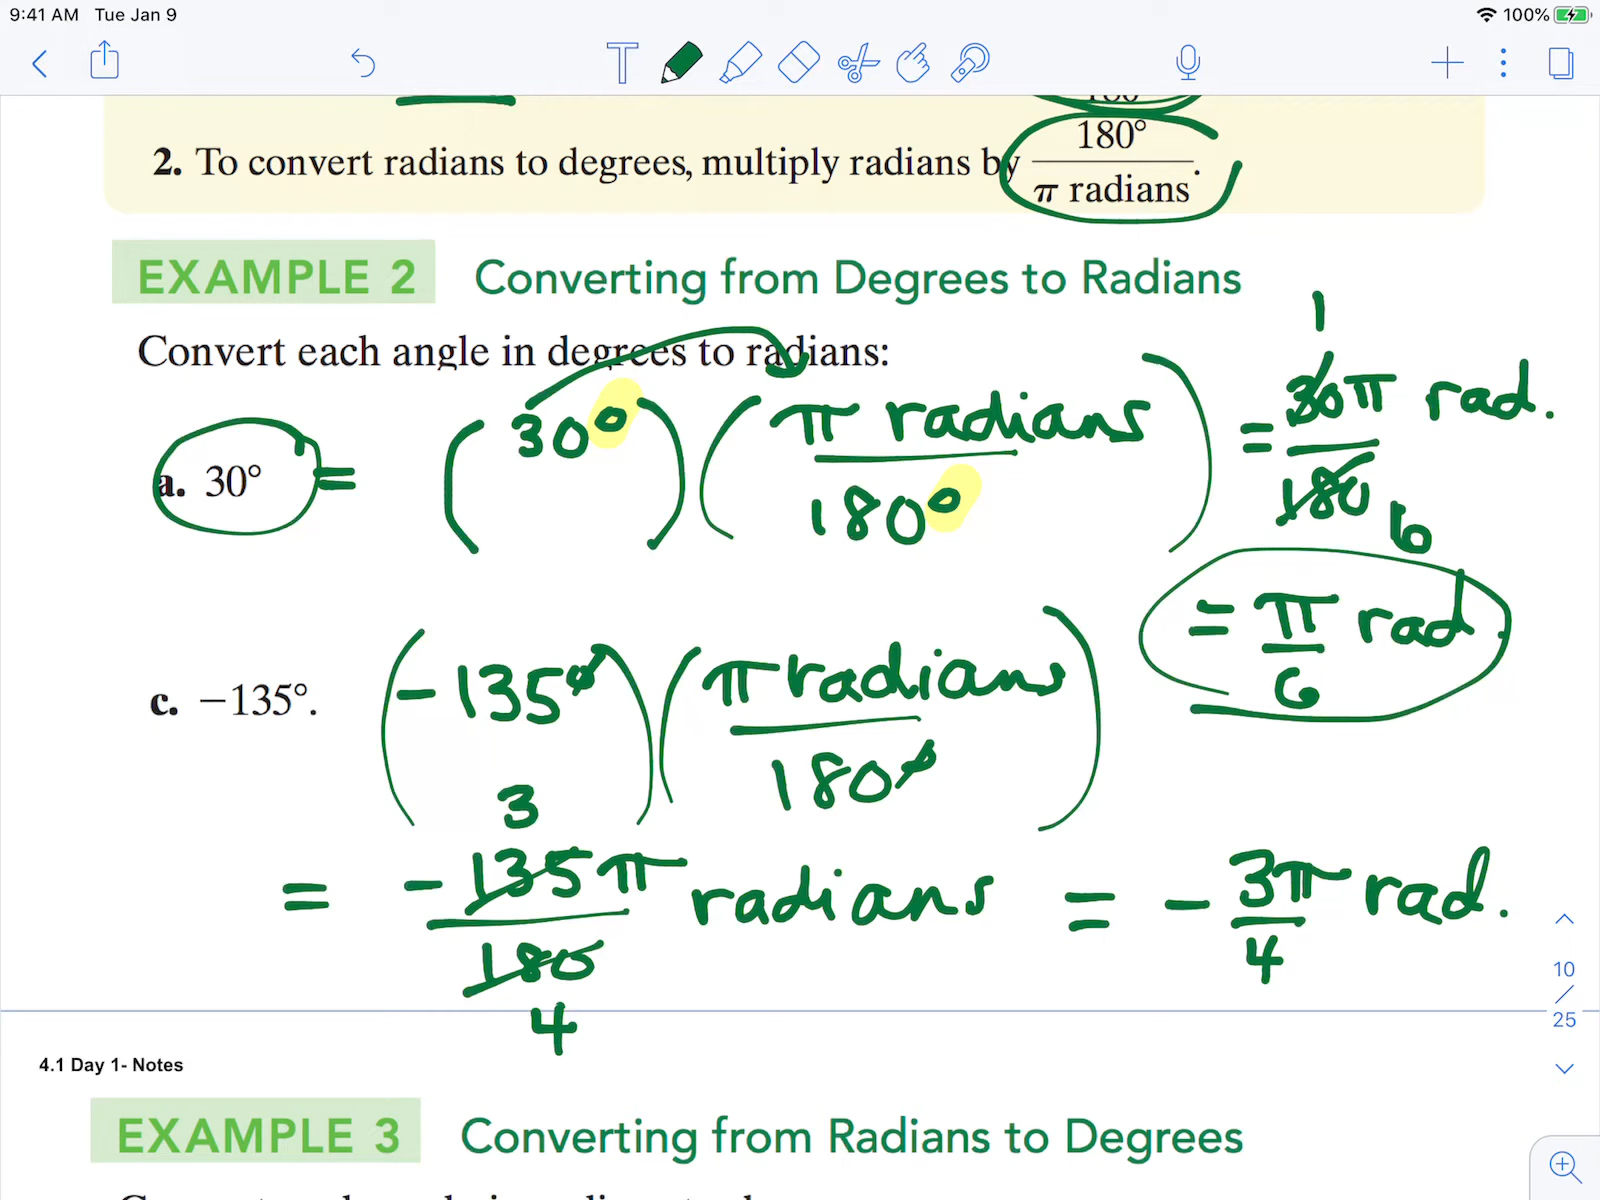 9:41 AM Tue Jan 9
100%
180°
2. To convert radians to degrees, multiply radians by
π radians
.
EXAMPLE 2 Converting from Degrees to Radians
Convert each angle in degrees to radians:
a. 30° = (30°) (π radians / 180°) = 30π / 180 rad.
1
6
= π / 6 rad.
c. −135°. (−135°) (π radians / 180°)
3
= −135π / 180 radians = − 3π / 4 rad.
4
10
/
25
4.1 Day 1- Notes
EXAMPLE 3 Converting from Radians to Degrees